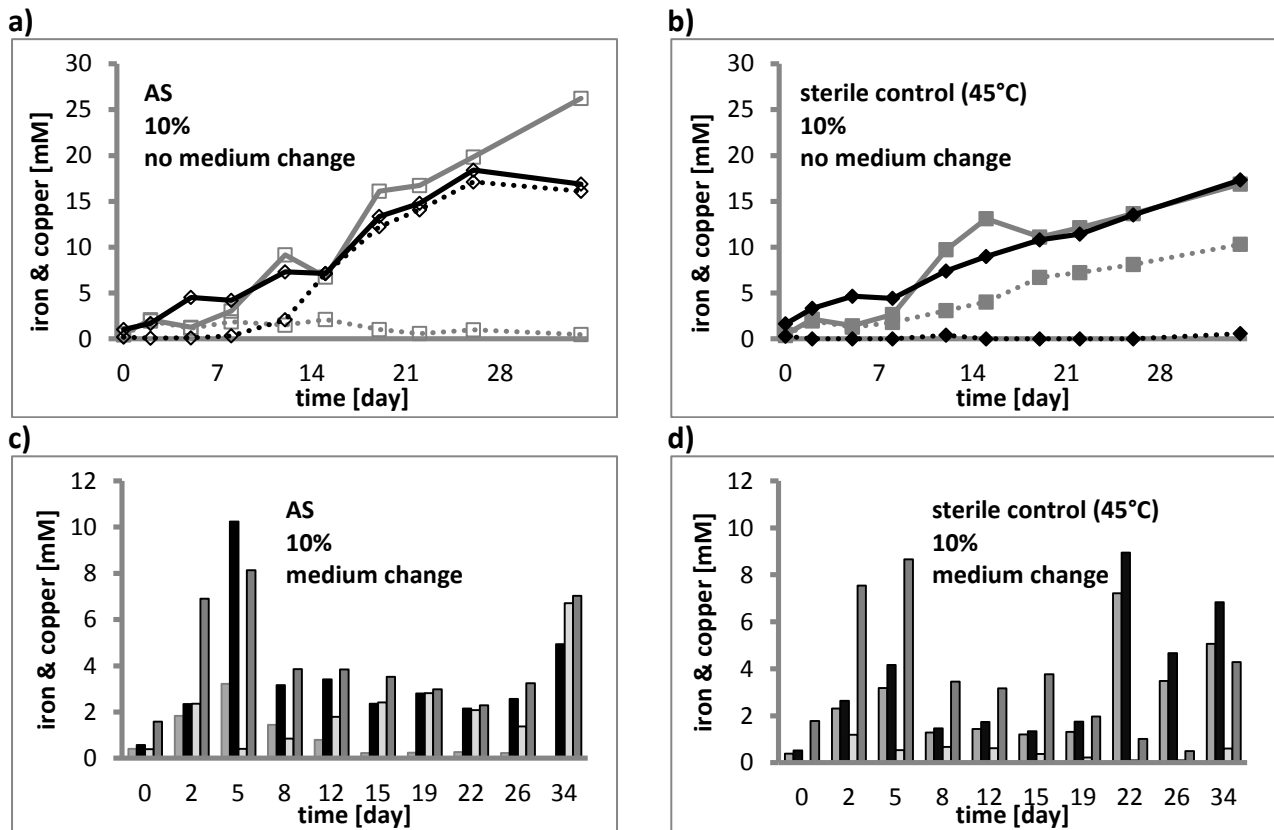 a)
iron & copper [mM]
30
25
20
15
10
5
0
AS
10%
no medium change
0 7 14 21 28
time [day]
b)
iron & copper [mM]
30
25
20
15
10
5
0
sterile control (45°C)
10%
no medium change
0 7 14 21 28
time [day]
c)
iron & copper [mM]
12
10
8
6
4
2
0
AS
10%
medium change
0 2 5 8 12 15 19 22 26 34
time [day]
d)
iron & copper [mM]
12
10
8
6
4
2
0
sterile control (45°C)
10%
medium change
0 2 5 8 12 15 19 22 26 34
time [day]